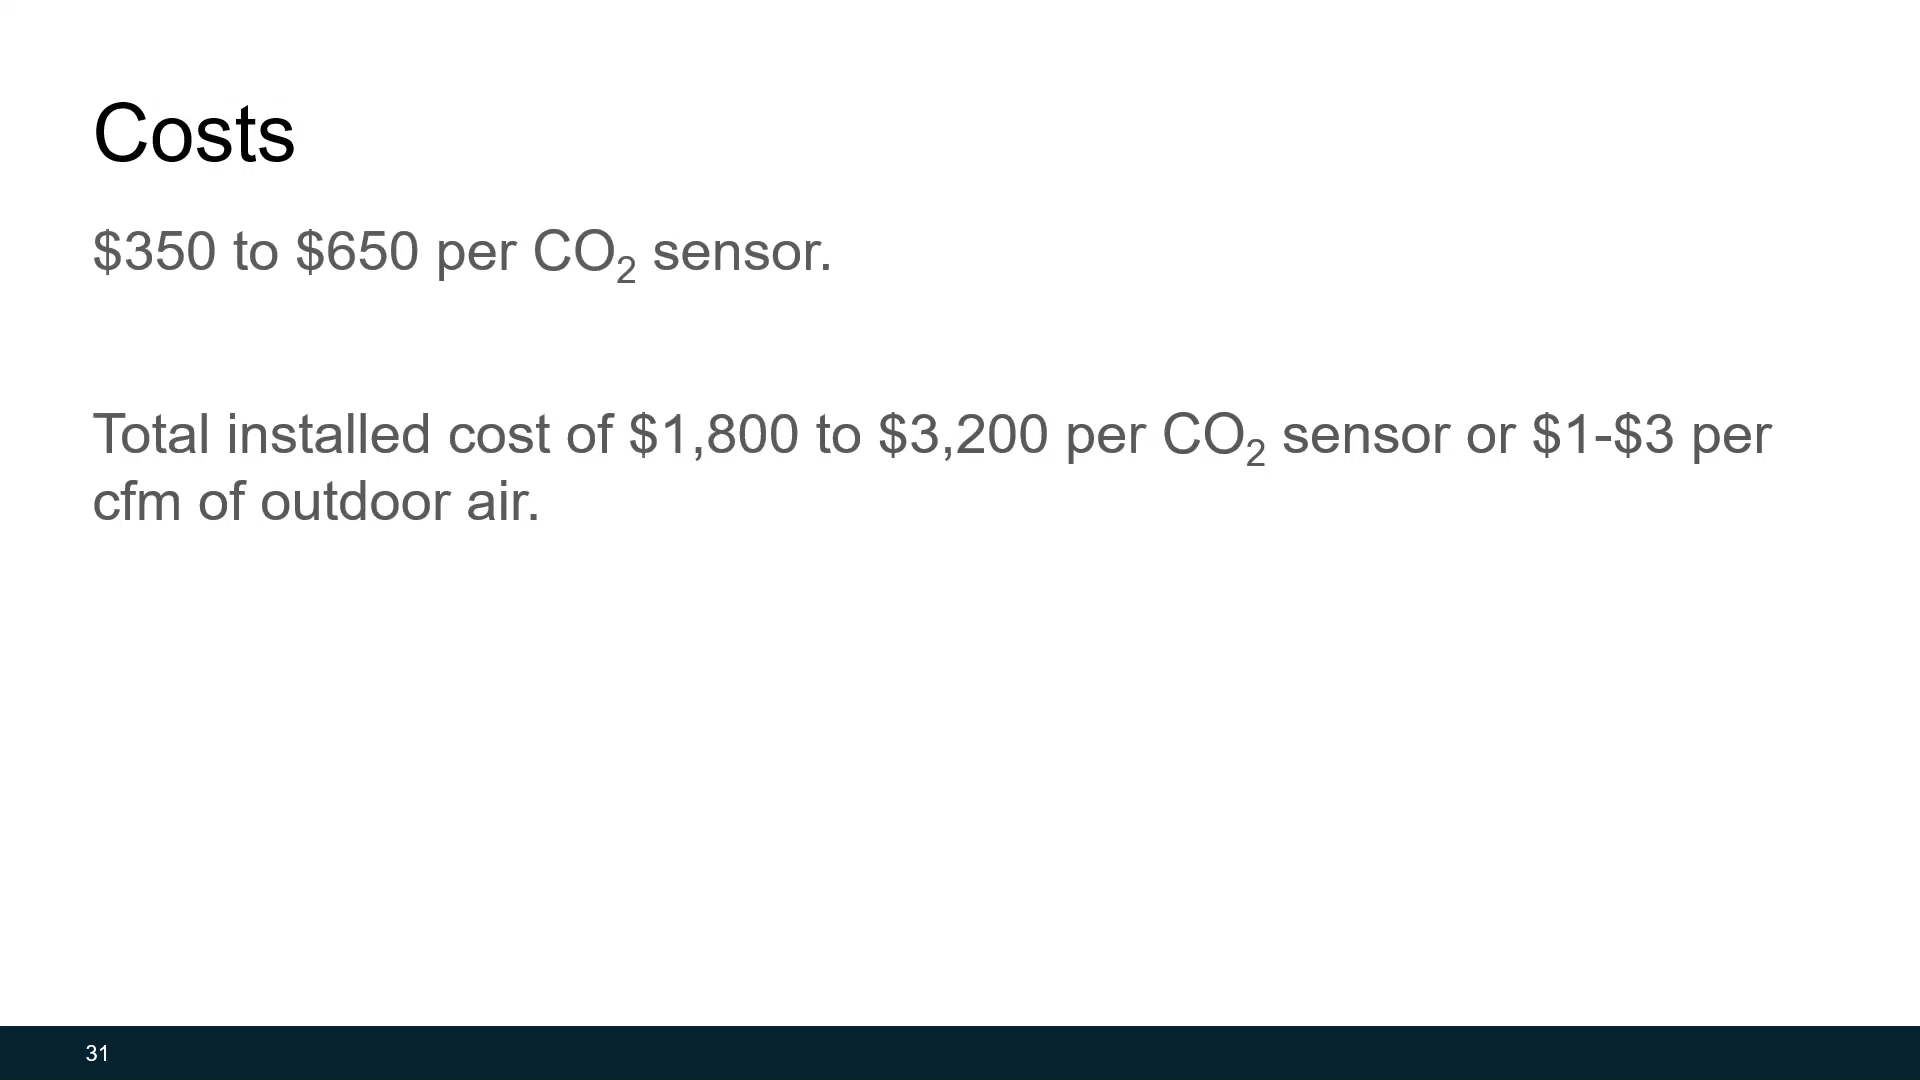 Costs
$350 to $650 per CO₂ sensor.
Total installed cost of $1,800 to $3,200 per CO₂ sensor or $1-$3 per
cfm of outdoor air.
31